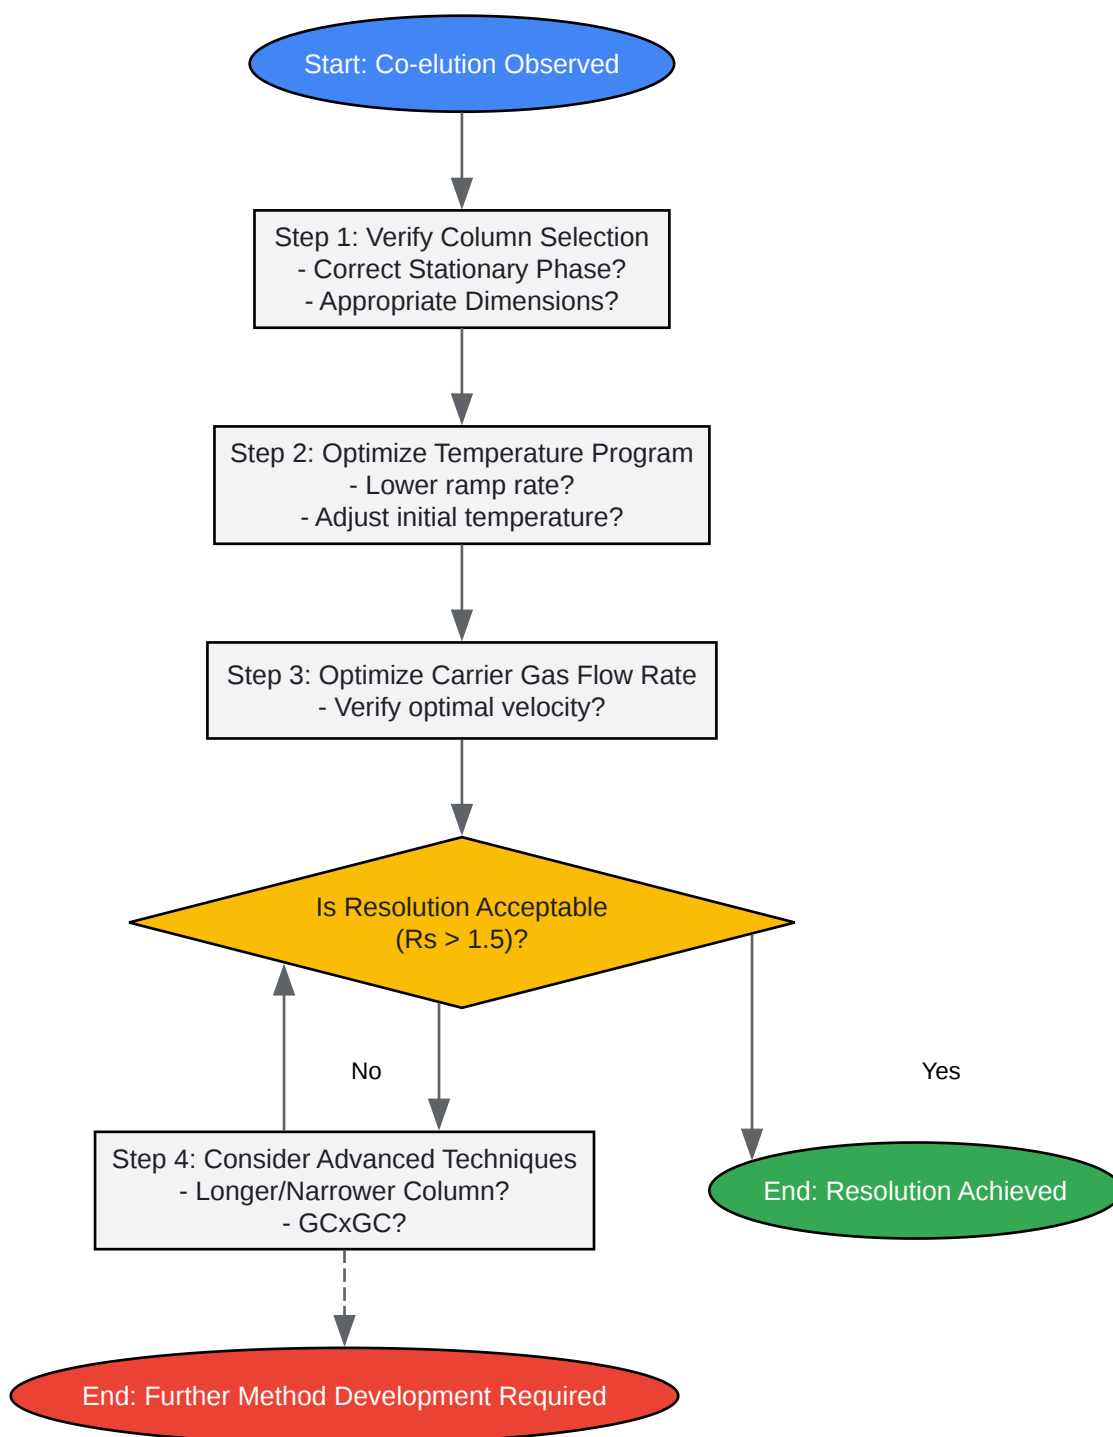 Start: Co-elution Observed
Step 1: Verify Column Selection
- Correct Stationary Phase?
- Appropriate Dimensions?
Step 2: Optimize Temperature Program
- Lower ramp rate?
- Adjust initial temperature?
Step 3: Optimize Carrier Gas Flow Rate
- Verify optimal velocity?
Is Resolution Acceptable
(Rs > 1.5)?
No
Yes
Step 4: Consider Advanced Techniques
- Longer/Narrower Column?
- GCxGC?
End: Resolution Achieved
End: Further Method Development Required